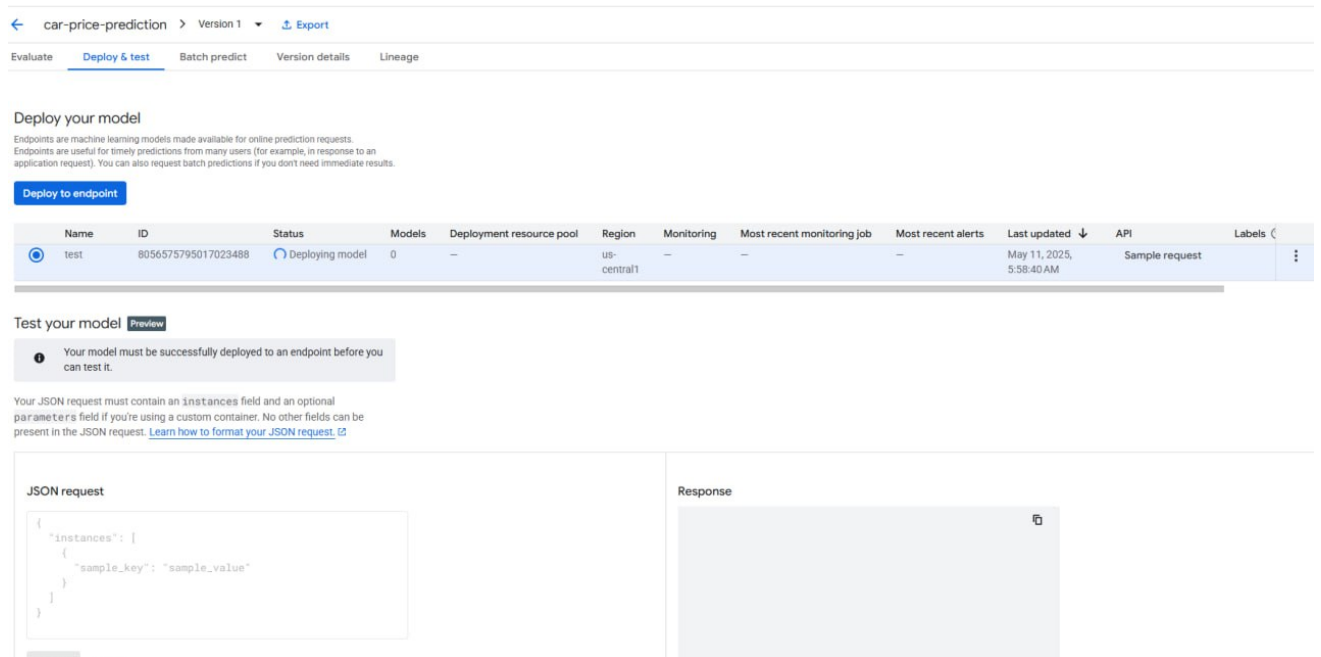 car-price-prediction > Version 1 Export
Evaluate Deploy & test Batch predict Version details Lineage
Deploy your model
Endpoints are machine learning models made available for online prediction requests.
Endpoints are useful for timely predictions from many users (for example, in response to an
application request). You can also request batch predictions if you don't need immediate results.
Deploy to endpoint
Name ID Status Models Deployment resource pool Region Monitoring Most recent monitoring job Most recent alerts Last updated API Labels
test 8056575795017023488 Deploying model 0 — us- — — — May 11, 2025, Sample request
central1 5:58:40 AM
Test your model Preview
Your model must be successfully deployed to an endpoint before you
can test it.
Your JSON request must contain an instances field and an optional
parameters field if you're using a custom container. No other fields can be
present in the JSON request. Learn how to format your JSON request.
JSON request Response
{
"instances": [
{
"sample_key": "sample_value"
}
]
}